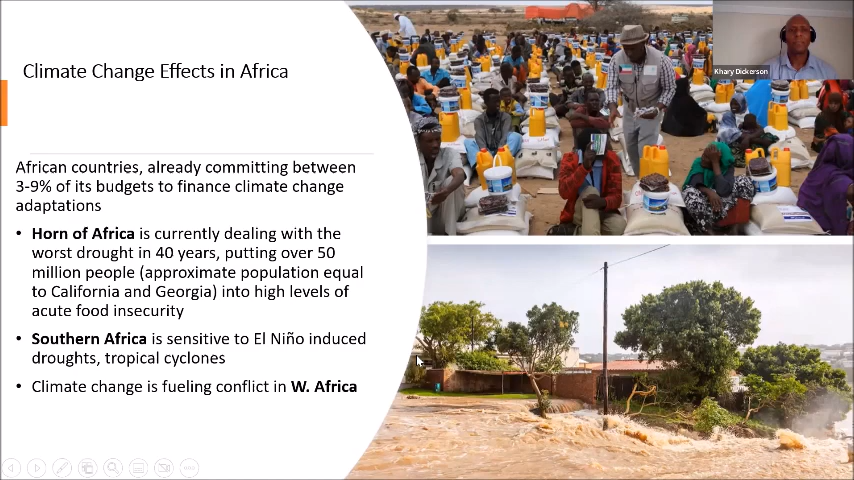 Climate Change Effects in Africa
African countries, already committing between
3-9% of its budgets to finance climate change
adaptations
• Horn of Africa is currently dealing with the
worst drought in 40 years, putting over 50
million people (approximate population equal
to California and Georgia) into high levels of
acute food insecurity
• Southern Africa is sensitive to El Niño induced
droughts, tropical cyclones
• Climate change is fueling conflict in W. Africa
Khary Dickerson